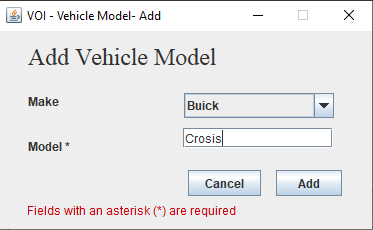 VOI - Vehicle Model- Add
Add Vehicle Model
Make
Buick
Model *
Crosis
Cancel
Add
Fields with an asterisk (*) are required